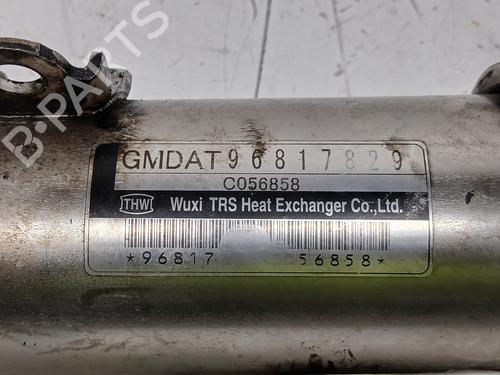 GMDAT96817829
C056858
THW Wuxi TRS Heat Exchanger Co.,Ltd.
*96817 56858*
B-PARTS